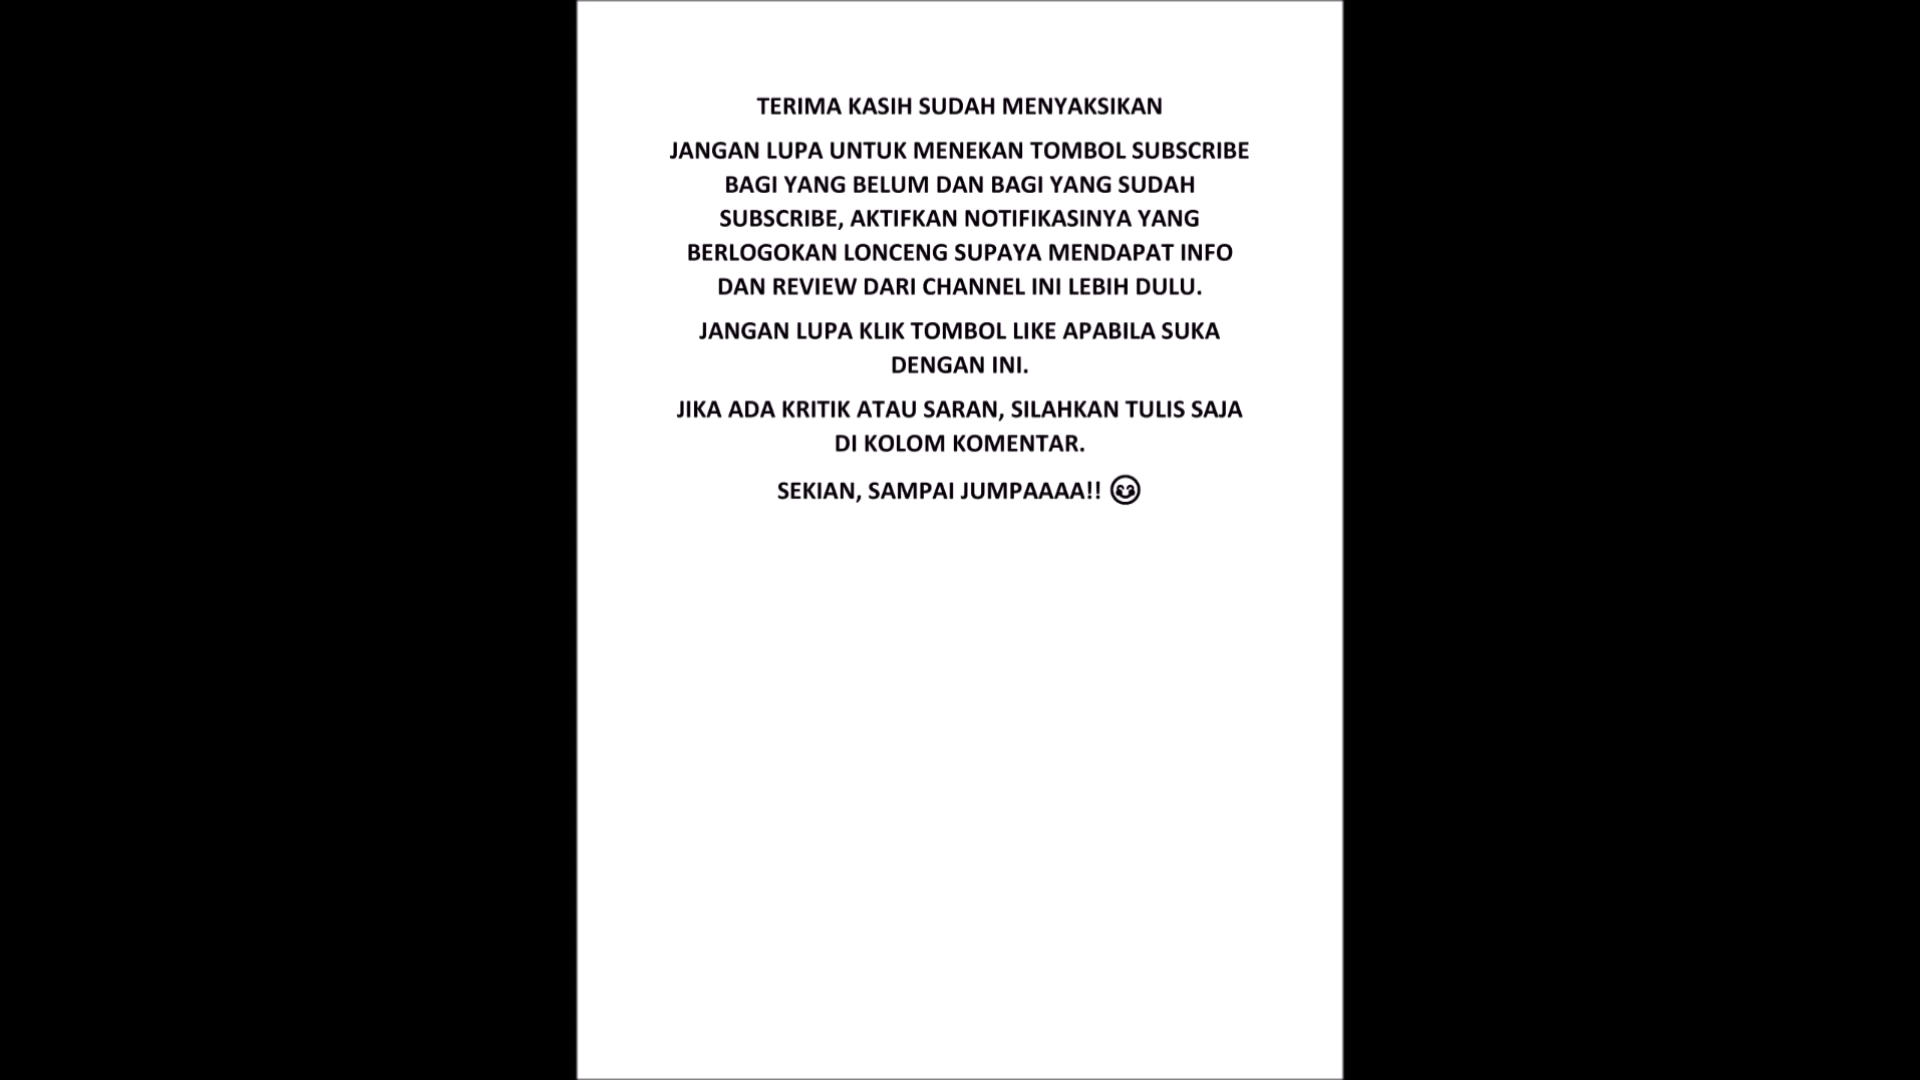 TERIMA KASIH SUDAH MENYAKSIKAN
JANGAN LUPA UNTUK MENEKAN TOMBOL SUBSCRIBE
BAGI YANG BELUM DAN BAGI YANG SUDAH
SUBSCRIBE, AKTIFKAN NOTIFIKASINYA YANG
BERLOGOKAN LONCENG SUPAYA MENDAPAT INFO
DAN REVIEW DARI CHANNEL INI LEBIH DULU.
JANGAN LUPA KLIK TOMBOL LIKE APABILA SUKA
DENGAN INI.
JIKA ADA KRITIK ATAU SARAN, SILAHKAN TULIS SAJA
DI KOLOM KOMENTAR.
SEKIAN, SAMPAI JUMPAAAA!! 😊